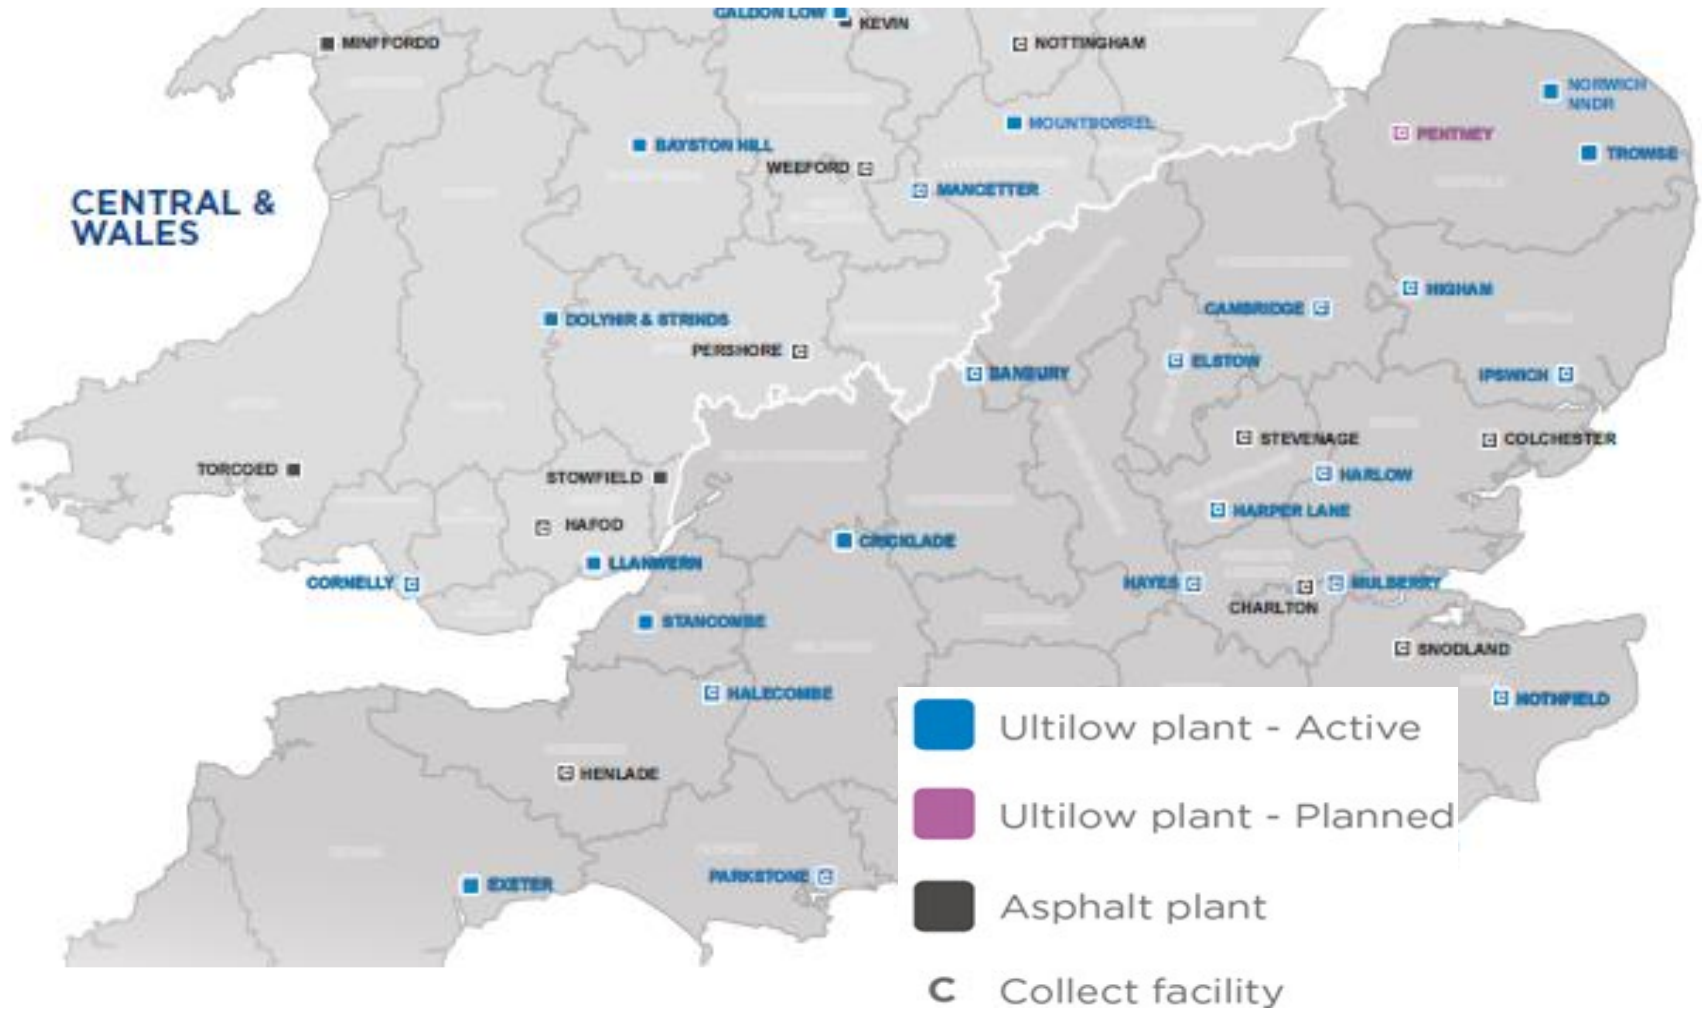 CALDON LOW
KEVIN
MINFFORDD
NOTTINGHAM
NORWICH
NNDR
MOUNTSORREL
PENTNEY
BAYSTON HILL
TROWSE
WEEFORD
MANCETTER
CENTRAL &
WALES
HIGHAM
CAMBRIDGE
DOLYHIR & STRINDS
PERSHORE
ELSTOW
BANBURY
IPSWICH
STEVENAGE
COLCHESTER
TORCOED
STOWFIELD
HARLOW
HARPER LANE
HAFOD
CRICKLADE
LLANWERN
CORNELLY
HAYES
MULBERRY
CHARLTON
STANCOMBE
SNODLAND
HALECOMBE
HOTHFIELD
Ultilow plant - Active
HENLADE
Ultilow plant - Planned
PARKSTONE
EXETER
Asphalt plant
C Collect facility